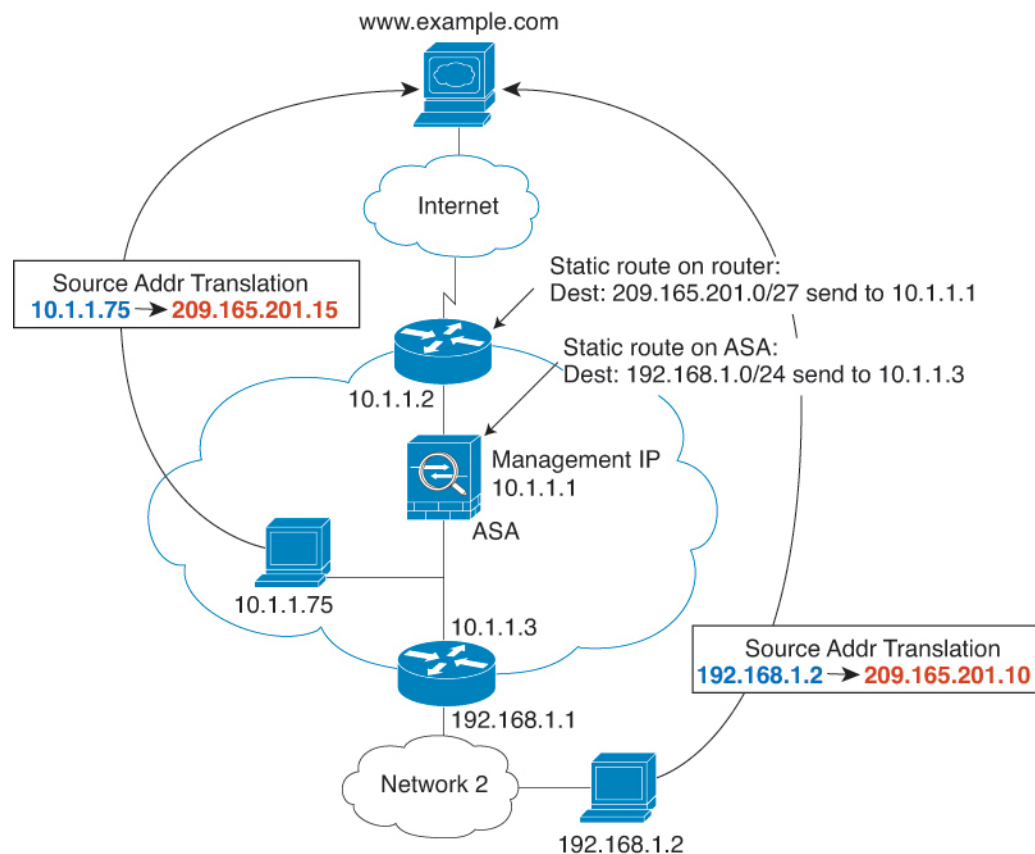 www.example.com
Internet
Source Addr Translation
10.1.1.75 → 209.165.201.15
Static route on router:
Dest: 209.165.201.0/27 send to 10.1.1.1
Static route on ASA:
Dest: 192.168.1.0/24 send to 10.1.1.3
10.1.1.2
Management IP
10.1.1.1
ASA
10.1.1.75
10.1.1.3
Source Addr Translation
192.168.1.2 → 209.165.201.10
192.168.1.1
Network 2
192.168.1.2